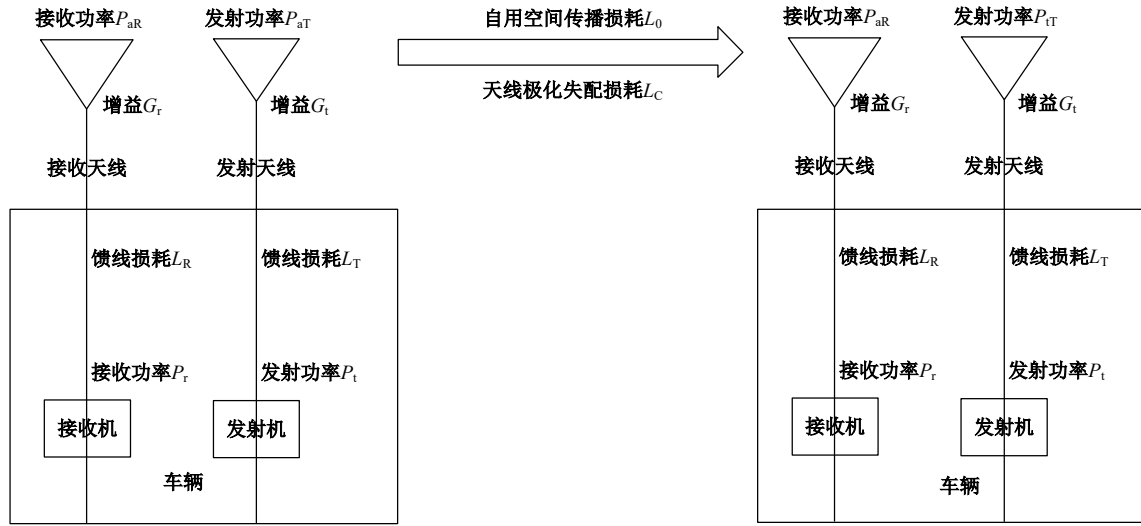 接收功率PaR
发射功率PaT
自用空间传播损耗L0
接收功率PaR
发射功率PtT
天线极化失配损耗LC
增益Gr
增益Gt
增益Gr
增益Gt
接收天线
发射天线
接收天线
发射天线
馈线损耗LR
馈线损耗LT
馈线损耗LR
馈线损耗LT
接收功率Pr
发射功率Pt
接收功率Pr
发射功率Pt
接收机
发射机
接收机
发射机
车辆
车辆